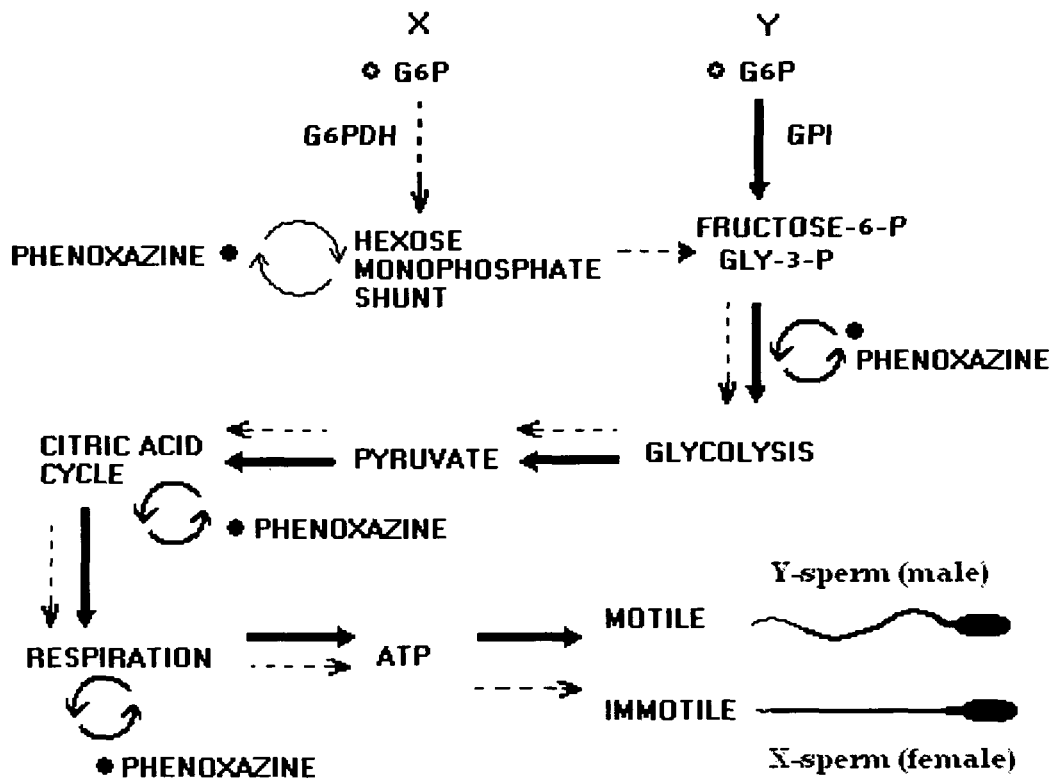 X
Y
G6P
G6P
G6PDH
GPI
PHENOXAZINE
HEXOSE
MONOPHOSPHATE
SHUNT
FRUCTOSE-6-P
GLY-3-P
PHENOXAZINE
CITRIC ACID
CYCLE
PYRUVATE
GLYCOLYSIS
PHENOXAZINE
Y-sperm (male)
MOTILE
RESPIRATION
ATP
IMMOTILE
X-sperm (female)
PHENOXAZINE